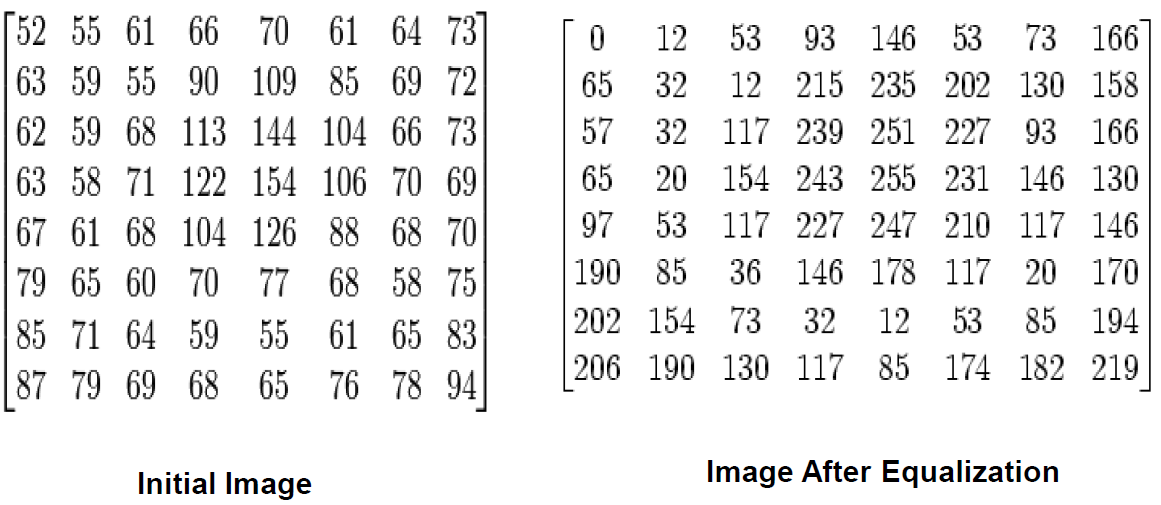 52 55 61 66 70 61 64 73
63 59 55 90 109 85 69 72
62 59 68 113 144 104 66 73
63 58 71 122 154 106 70 69
67 61 68 104 126 88 68 70
79 65 60 70 77 68 58 75
85 71 64 59 55 61 65 83
87 79 69 68 65 76 78 94
Initial Image
0 12 53 93 146 53 73 166
65 32 12 215 235 202 130 158
57 32 117 239 251 227 93 166
65 20 154 243 255 231 146 130
97 53 117 227 247 210 117 146
190 85 36 146 178 117 20 170
202 154 73 32 12 53 85 194
206 190 130 117 85 174 182 219
Image After Equalization